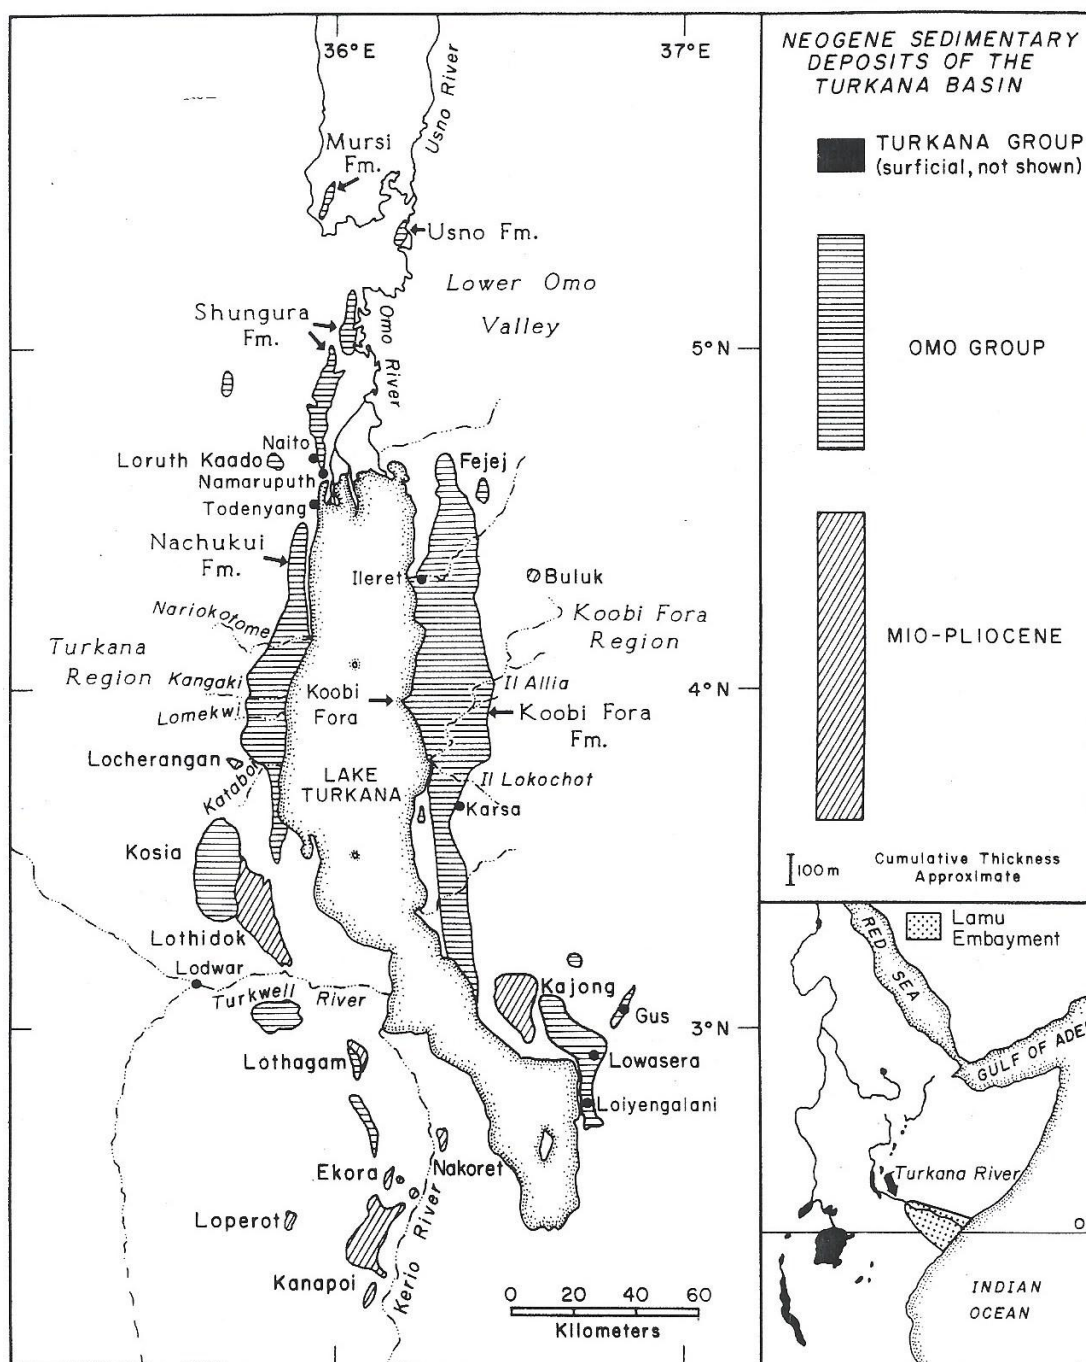 36°E
37°E
Usno River
Mursi
Fm.
Usno Fm.
Lower Omo
Valley
Shungura
Fm.
Omo
River
5°N
Naito
Loruth Kaado
Namaruputh
Todenyang
Fejej
Nachukui
Fm.
Ileret
Buluk
Nariokotome
Koobi Fora
Region
Turkana
Region
Kangaki
Il Allia
4°N
Lomekwi
Koobi
Fora
Koobi Fora
Fm.
Locherangan
Kataboi
LAKE
TURKANA
Il Lokochot
Karsa
Kosia
Lothidok
Lodwar
Turkwell
River
Kajong
Gus
3°N
Lothagam
Lowasera
Loiyengalani
Ekora
Nakoret
Loperot
Kerio River
Kanapoi
0 20 40 60
Kilometers
NEOGENE SEDIMENTARY
DEPOSITS OF THE
TURKANA BASIN
TURKANA GROUP
(surficial, not shown)
OMO GROUP
MIO-PLIOCENE
100m
Cumulative Thickness
Approximate
Lamu
Embayment
RED
SEA
GULF OF ADE
Turkana River
0
INDIAN
OCEAN